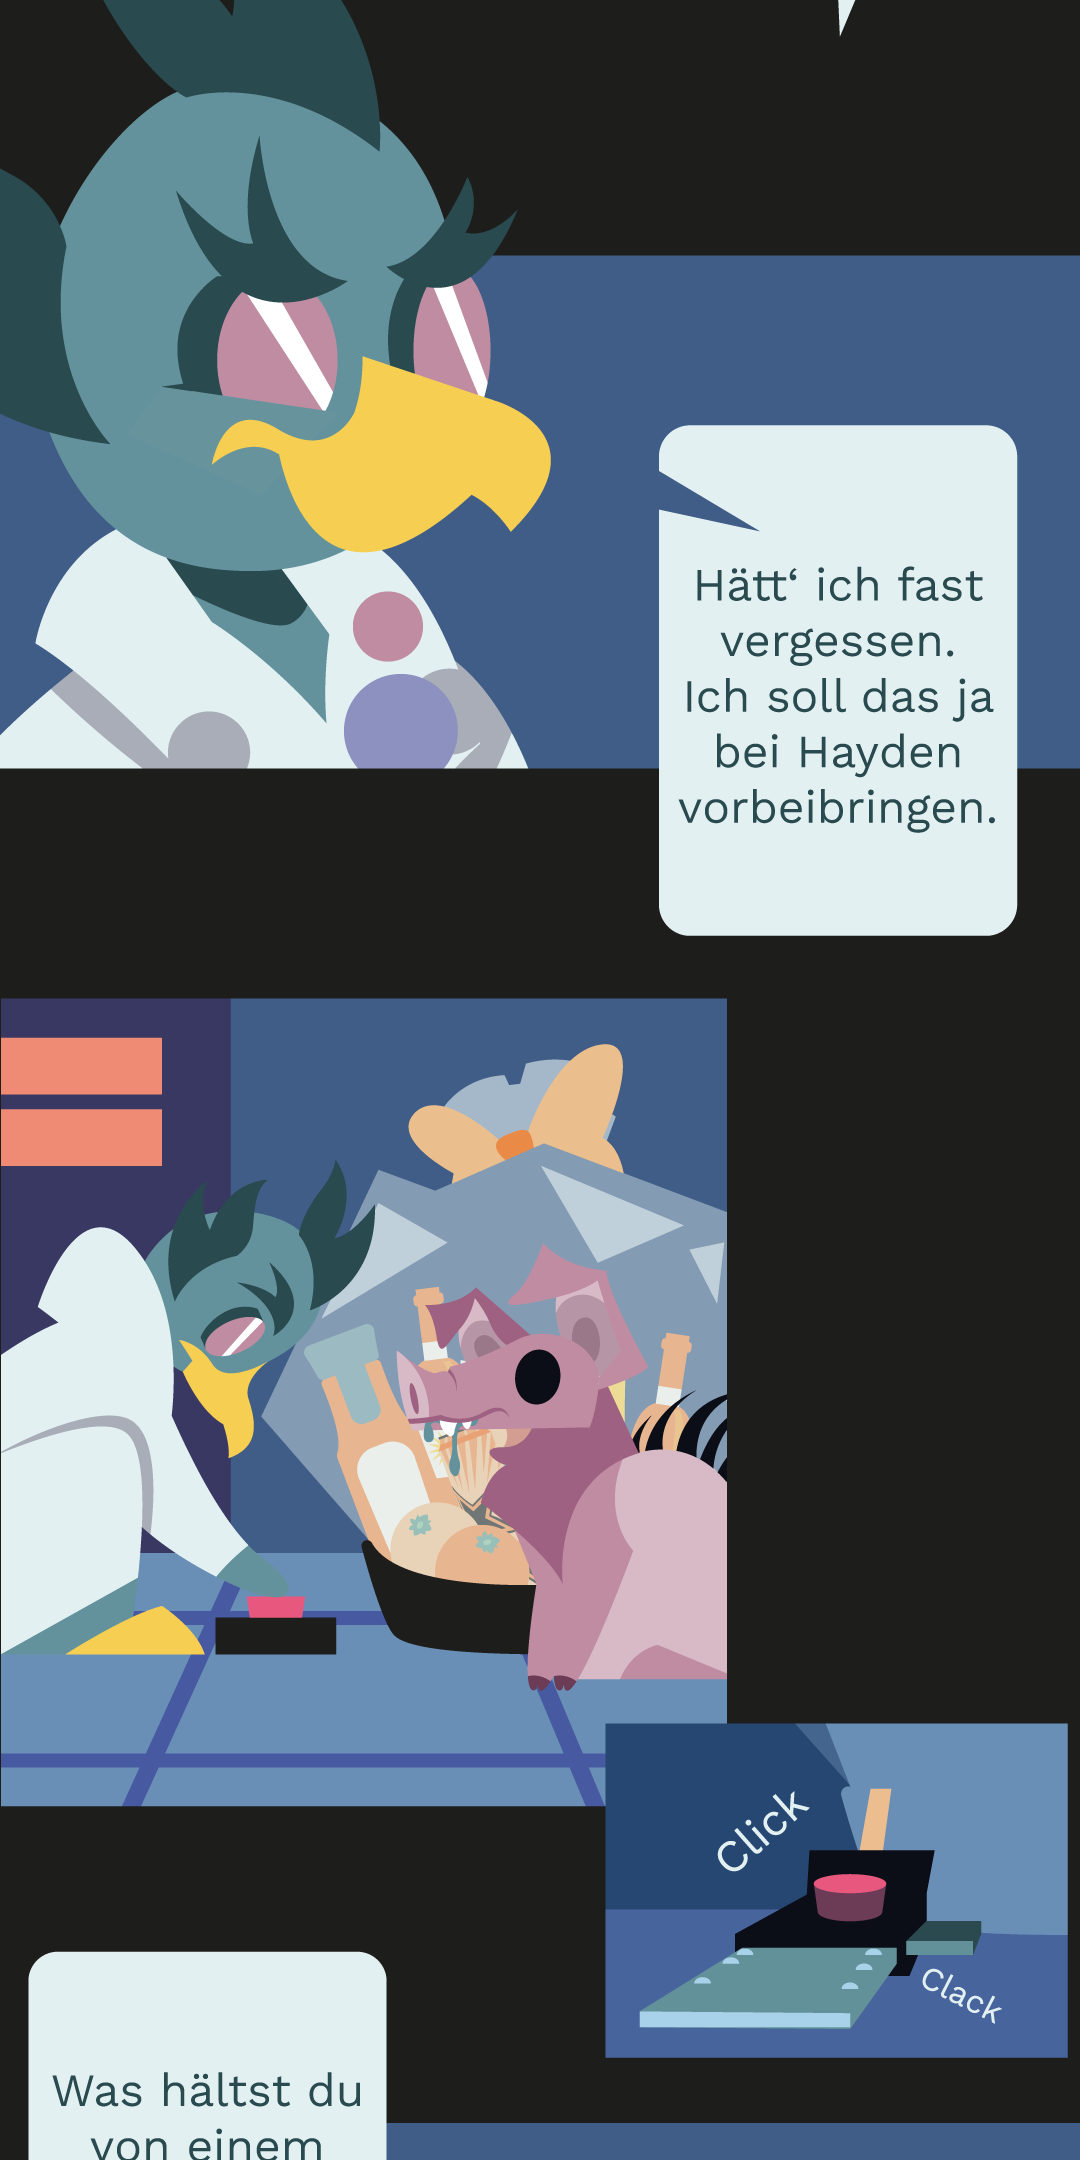 Hätt‘ ich fast
vergessen.
Ich soll das ja
bei Hayden
vorbeibringen.
Click
Clack
Was hältst du
von einem